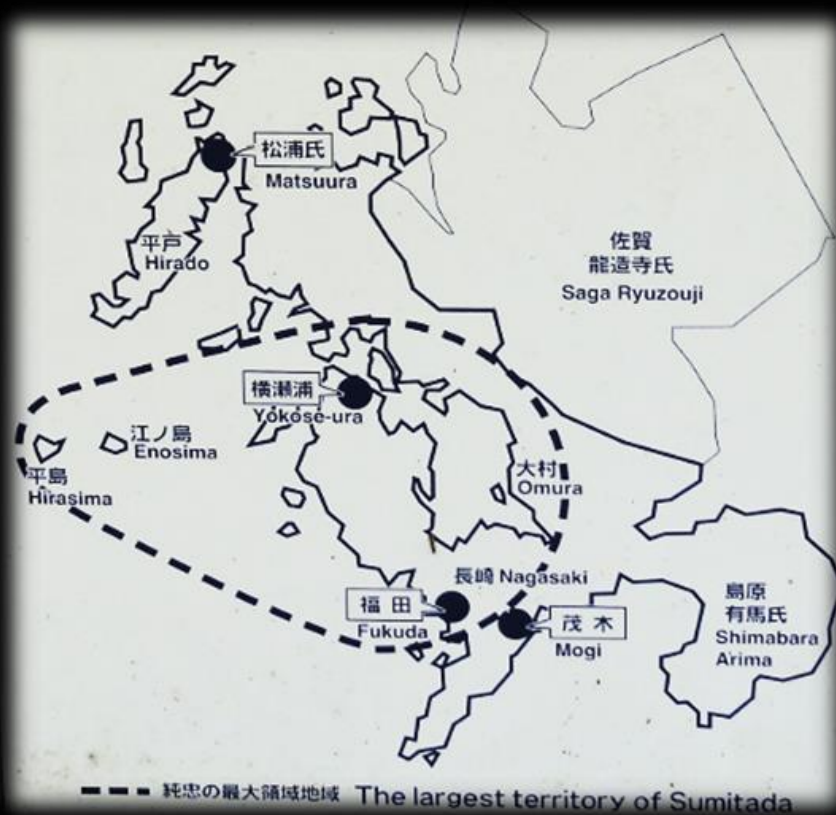 松浦氏
Matsuura
平戸
Hirado
佐賀
龍造寺氏
Saga Ryuzouji
横瀬浦
Yokose-ura
江ノ島
Enosima
平島
Hirasima
大村
Omura
長崎 Nagasaki
福田
Fukuda
茂木
Mogi
島原
有馬氏
Shimabara
Arima
純忠の最大領域地域 The largest territory of Sumitada